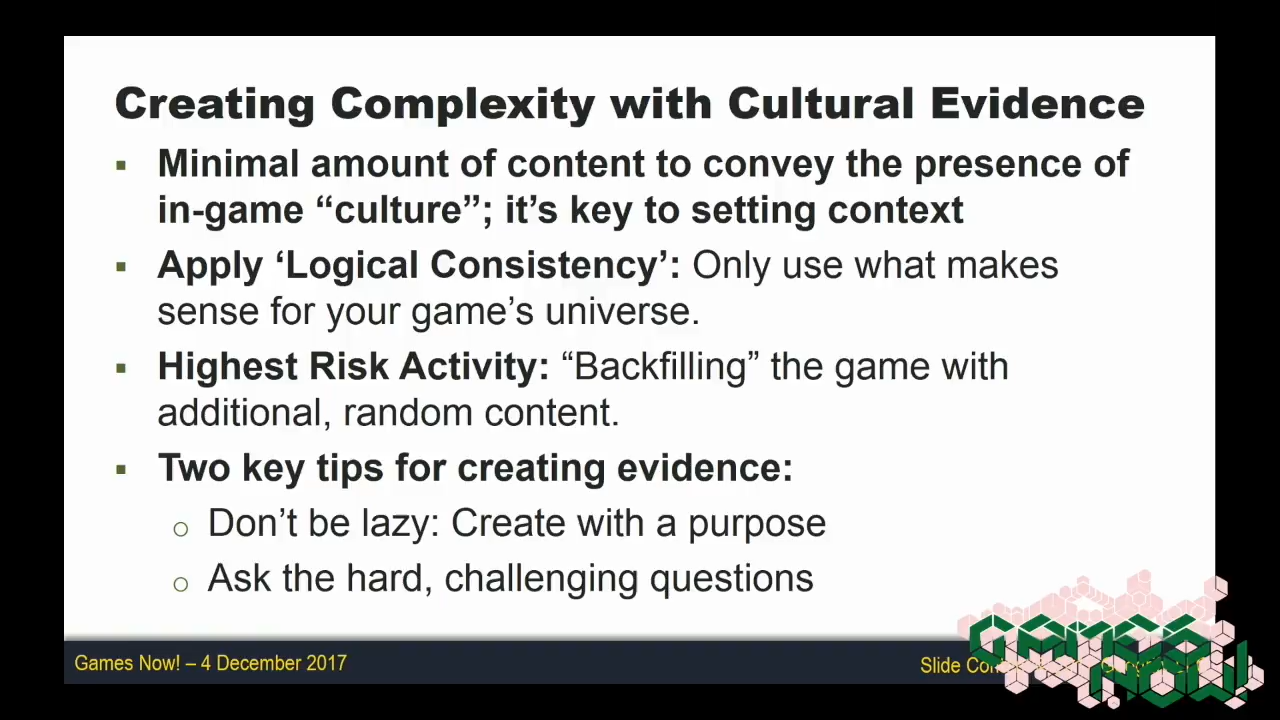 Creating Complexity with Cultural Evidence
▪ Minimal amount of content to convey the presence of
in-game “culture”; it’s key to setting context
▪ Apply ‘Logical Consistency’: Only use what makes
sense for your game’s universe.
▪ Highest Risk Activity: “Backfilling” the game with
additional, random content.
▪ Two key tips for creating evidence:
o Don’t be lazy: Create with a purpose
o Ask the hard, challenging questions
Games Now! – 4 December 2017
Slide
GAMES
NOW!